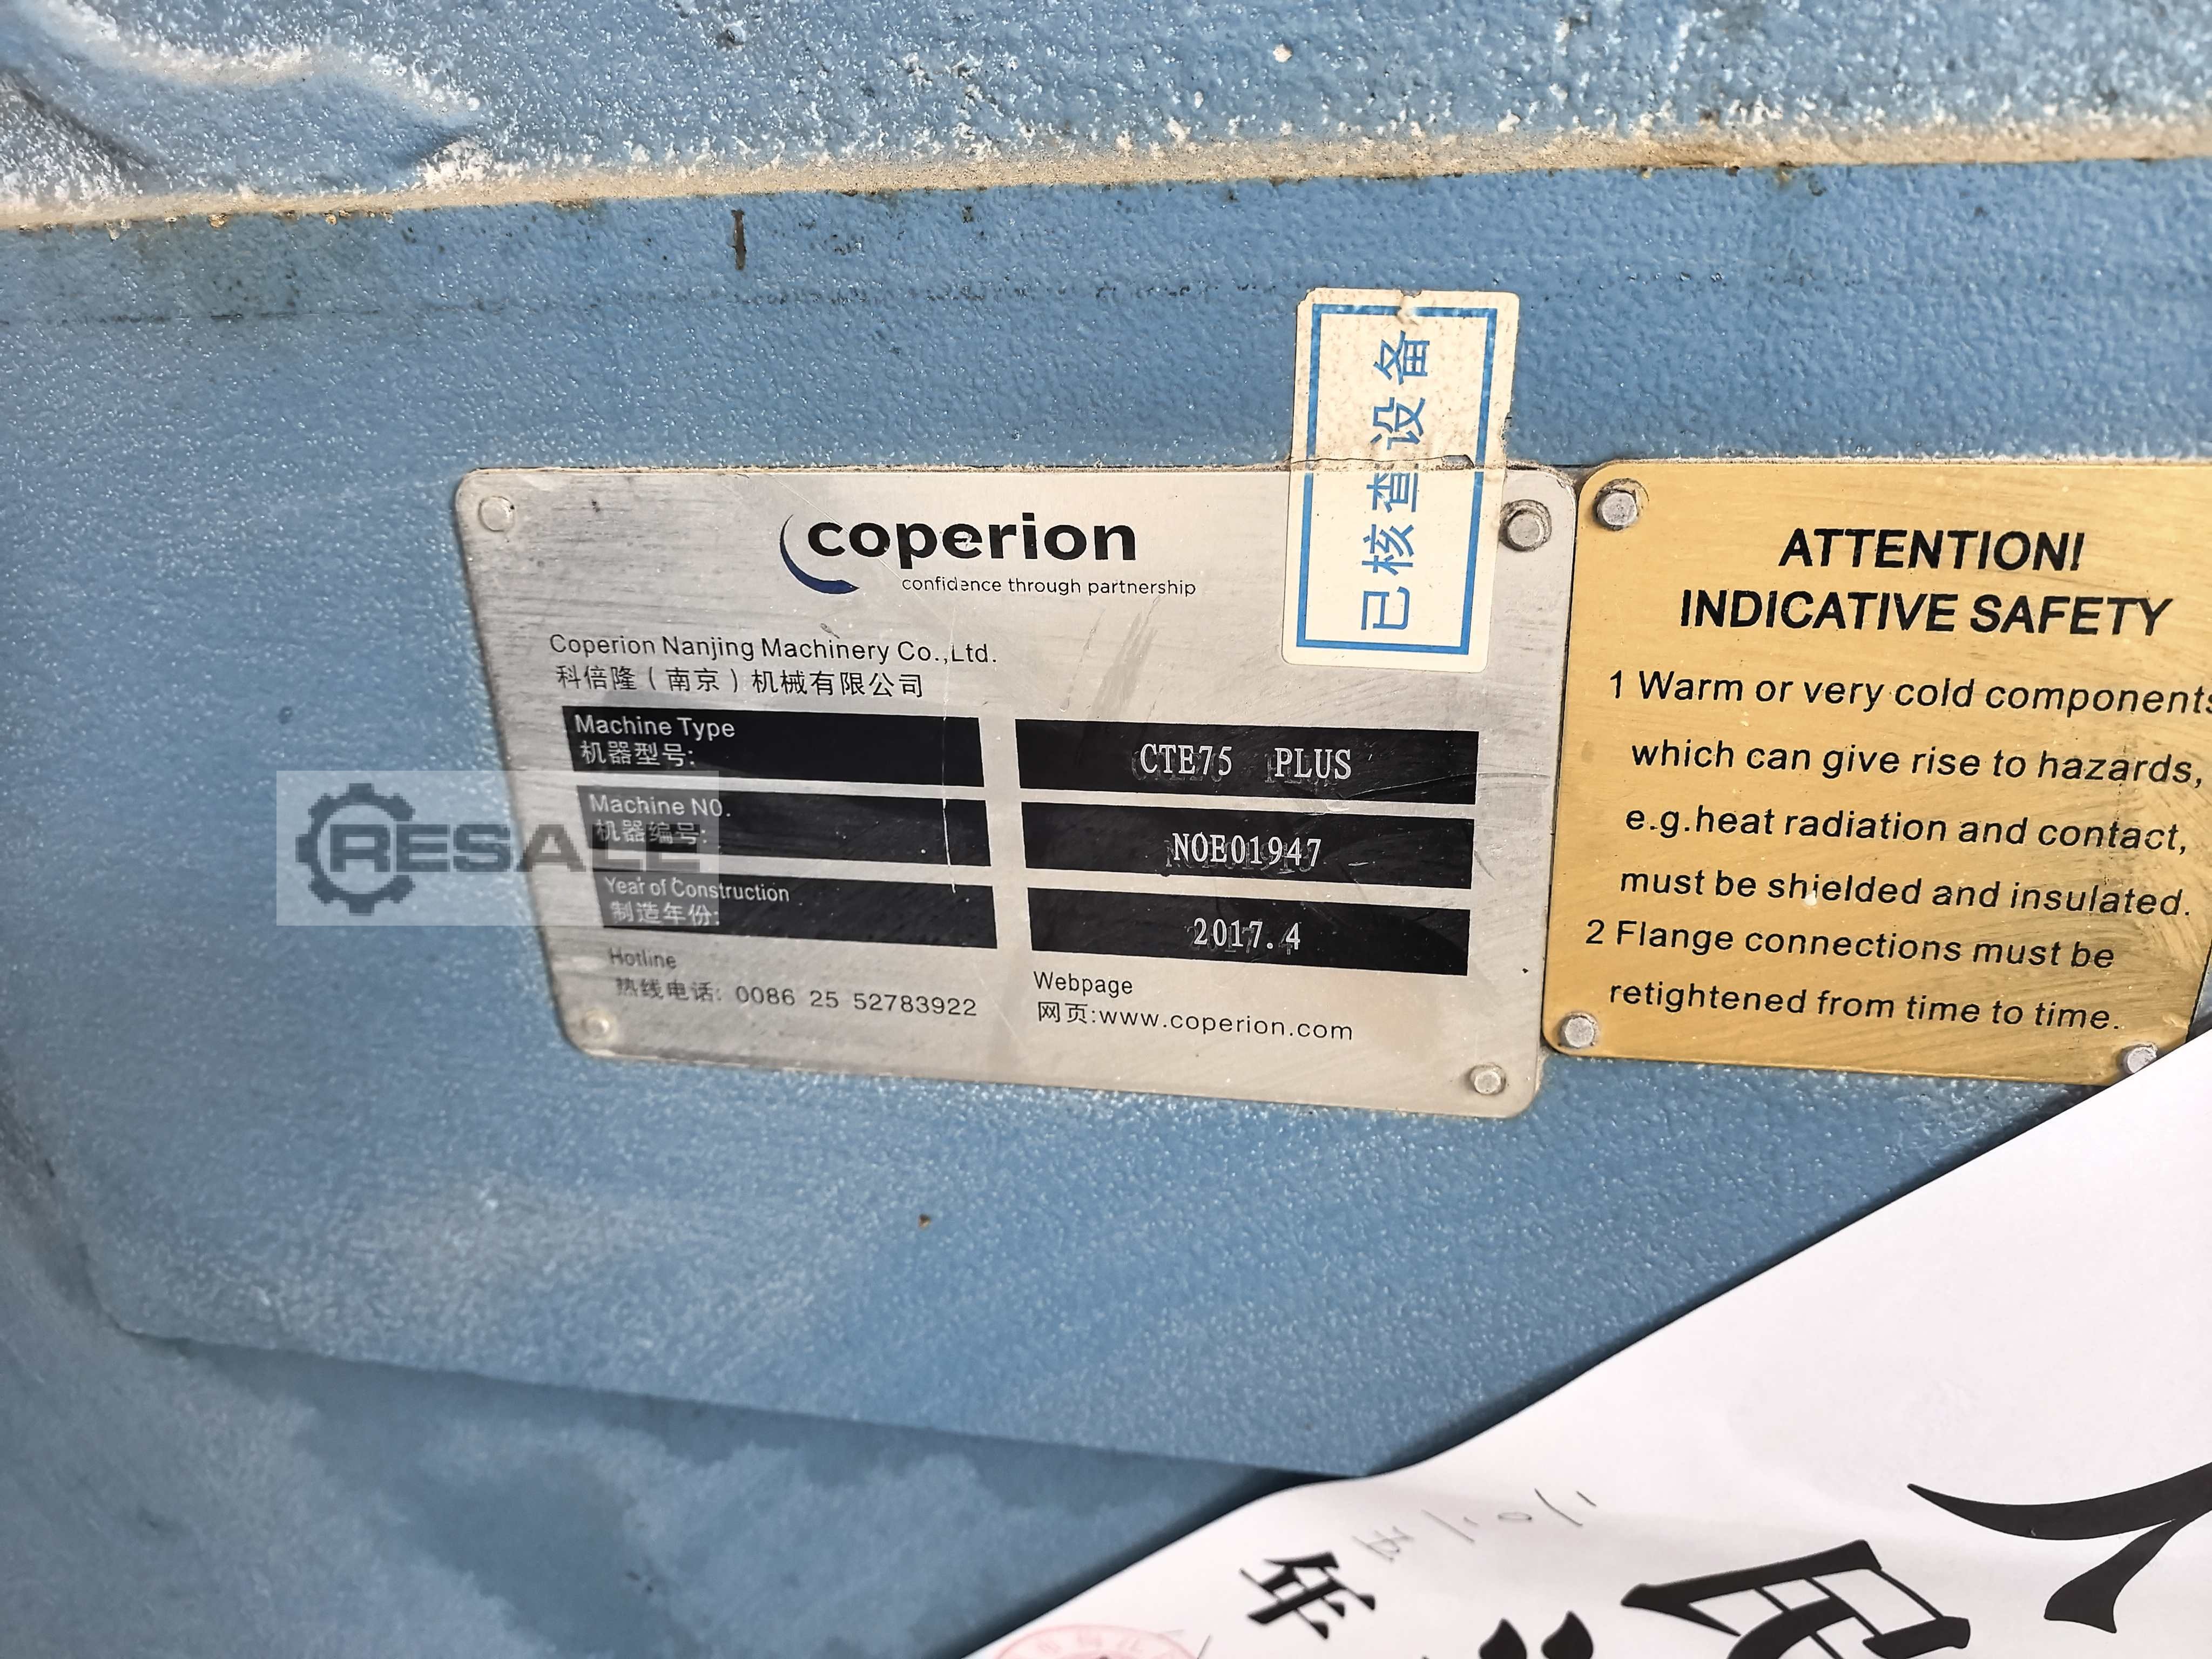 已核查设备
coperion
confidence through partnership
Coperion Nanjing Machinery Co.,Ltd.
科倍隆（南京）机械有限公司
Machine Type
机器型号:
CTE75 PLUS
Machine NO.
机器编号:
NOE01947
Year of Construction
制造年份:
2017.4
Hotline
热线电话: 0086 25 52783922
Webpage
网页:www.coperion.com
ATTENTION!
INDICATIVE SAFETY
1 Warm or very cold components
which can give rise to hazards,
e.g.heat radiation and contact,
must be shielded and insulated.
2 Flange connections must be
retightened from time to time.
RESALE
二〇二五
年
民